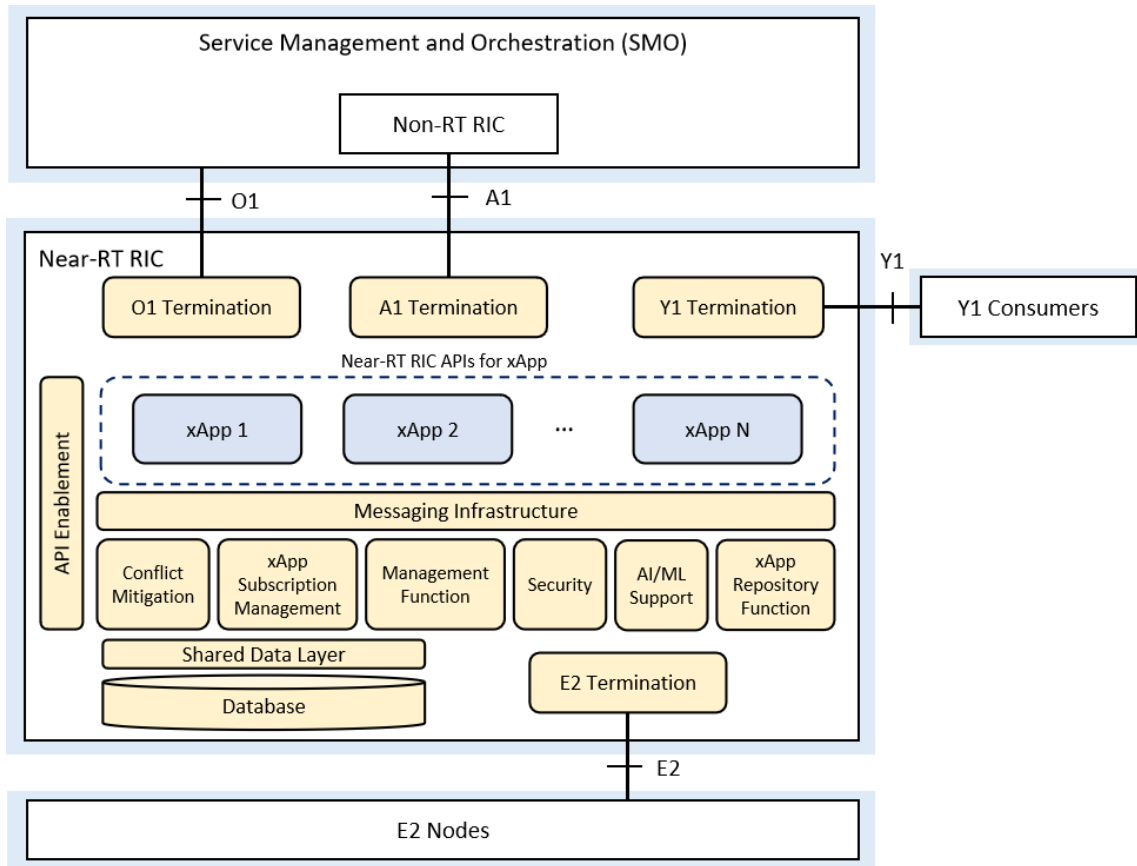 Service Management and Orchestration (SMO)
Non-RT RIC
O1
A1
Near-RT RIC
Y1
O1 Termination
A1 Termination
Y1 Termination
Y1 Consumers
Near-RT RIC APIs for xApp
API Enablement
xApp 1
xApp 2
...
xApp N
Messaging Infrastructure
Conflict
Mitigation
xApp
Subscription
Management
Management
Function
Security
AI/ML
Support
xApp
Repository
Function
Shared Data Layer
Database
E2 Termination
E2
E2 Nodes